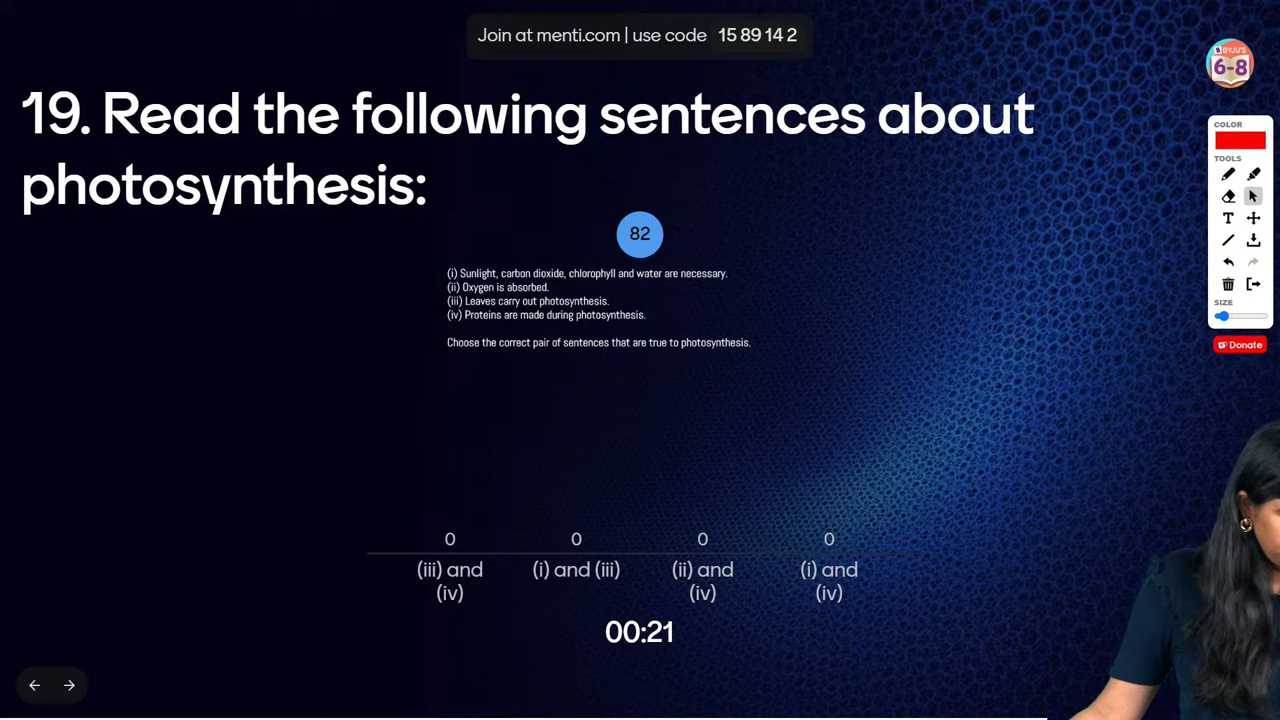 Join at menti.com | use code 15 89 14 2
BYJU'S
6-8
19. Read the following sentences about
photosynthesis:
82
(i) Sunlight, carbon dioxide, chlorophyll and water are necessary.
(ii) Oxygen is absorbed.
(iii) Leaves carry out photosynthesis.
(iv) Proteins are made during photosynthesis.
Choose the correct pair of sentences that are true to photosynthesis.
COLOR
TOOLS
T
SIZE
Donate
0 0 0 0
(iii) and (i) and (iii) (ii) and (i) and
(iv) (iv) (iv)
00:21